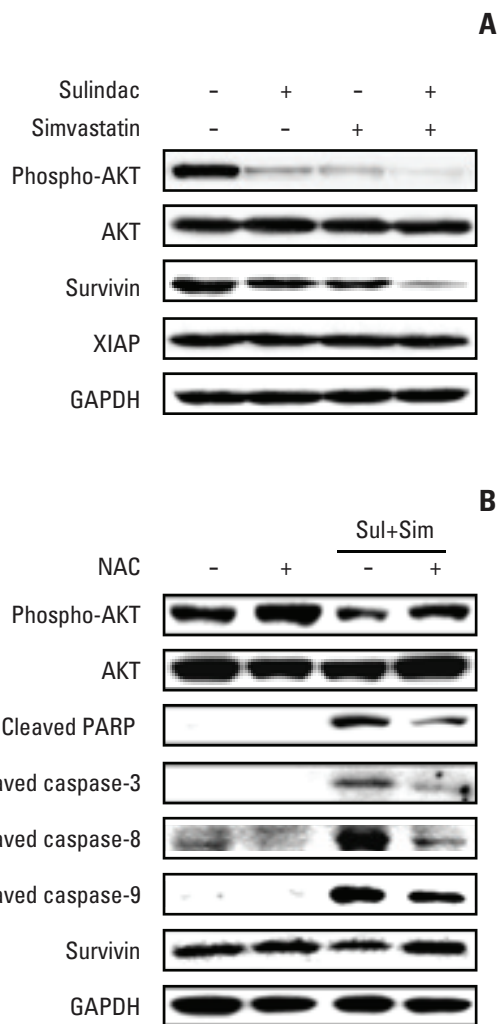 A
Sulindac - + - +
Simvastatin - - + +
Phospho-AKT
AKT
Survivin
XIAP
GAPDH
B
Sul+Sim
NAC - + - +
Phospho-AKT
AKT
Cleaved PARP
aved caspase-3
aved caspase-8
aved caspase-9
Survivin
GAPDH